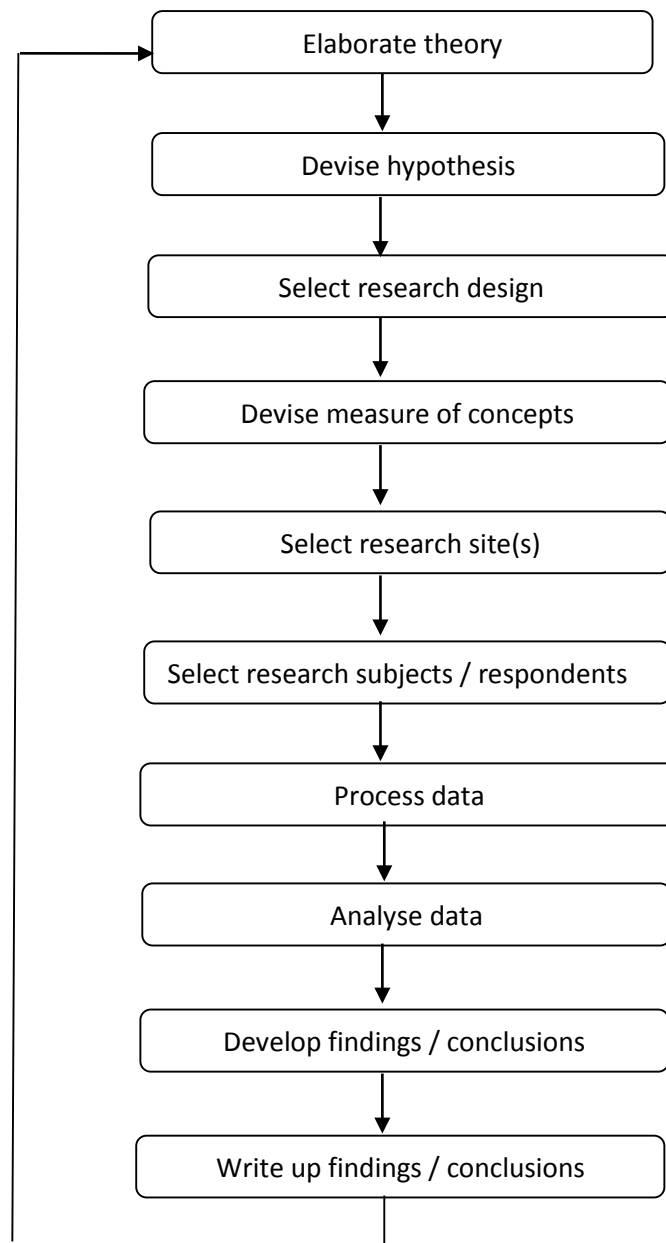 Elaborate theory
Devise hypothesis
Select research design
Devise measure of concepts
Select research site(s)
Select research subjects / respondents
Process data
Analyse data
Develop findings / conclusions
Write up findings / conclusions